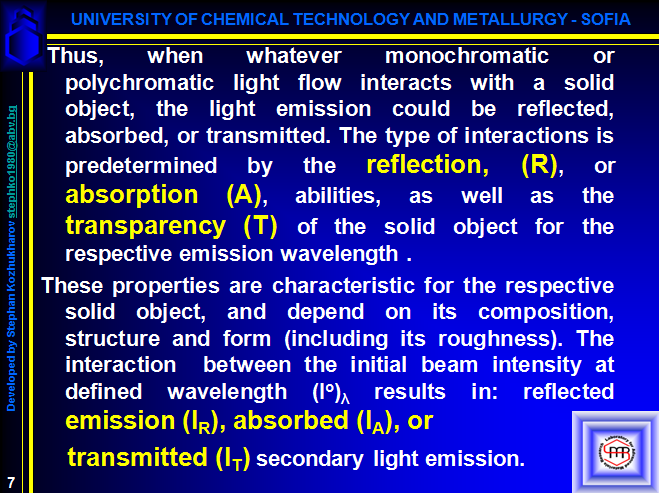 UNIVERSITY OF CHEMICAL TECHNOLOGY AND METALLURGY - SOFIA
Thus, when whatever monochromatic or
polychromatic light flow interacts with a solid
object, the light emission could be reflected,
absorbed, or transmitted. The type of interactions is
predetermined by the reflection, (R), or
absorption (A), abilities, as well as the
transparency (T) of the solid object for the
respective emission wavelength .
These properties are characteristic for the respective
solid object, and depend on its composition,
structure and form (including its roughness). The
interaction between the initial beam intensity at
defined wavelength (Iº)λ results in: reflected
emission (IR), absorbed (IA), or
transmitted (IT) secondary light emission.
Developed by Stephan Kozhukharov stephko1980@abv.bg
7